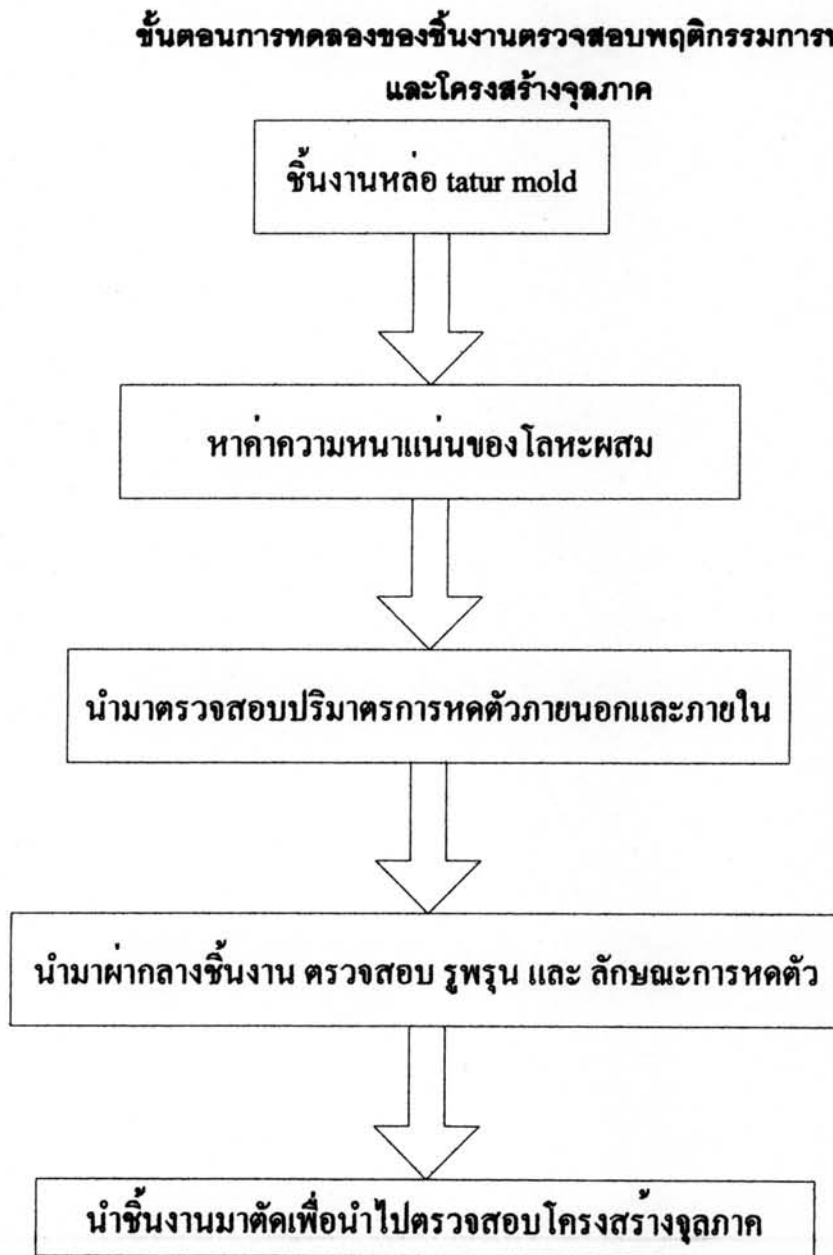 ขั้นตอนการทดลองของชิ้นงานตรวจสอบพฤติกรรมการ
และโครงสร้างจุลภาค
ชิ้นงานหล่อ tatur mold
หาค่าความหนาแน่นของโลหะผสม
นำมาตรวจสอบปริมาตรการหดตัวภายนอกและภายใน
นำมาผ่ากลางชิ้นงาน ตรวจสอบ รูพรุน และ ลักษณะการหดตัว
นำชิ้นงานมาตัดเพื่อนำไปตรวจสอบโครงสร้างจุลภาค